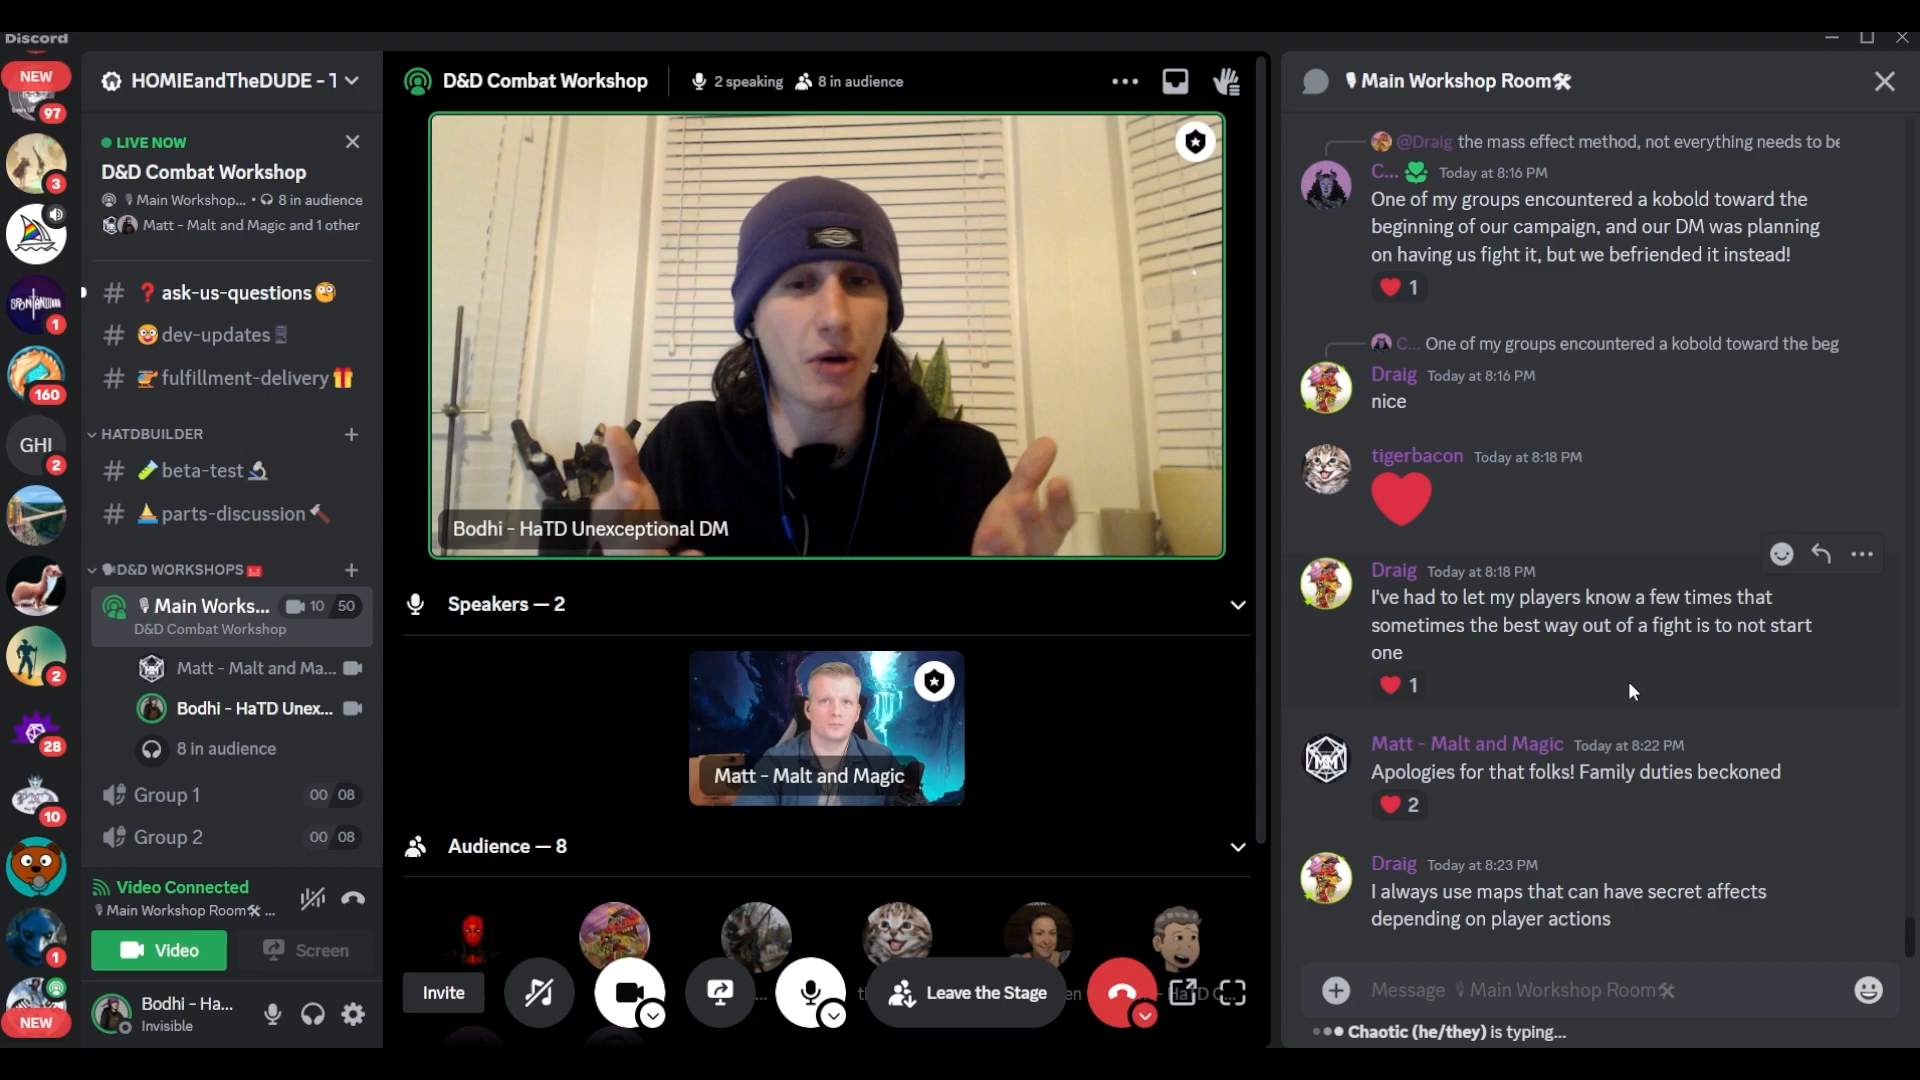 Discord
NEW
97
3
1
160
GHI
2
2
28
10
1
NEW
HOMIEandTheDUDE - T
LIVE NOW
D&D Combat Workshop
Main Workshop... • 8 in audience
Matt - Malt and Magic and 1 other
# ❓ask-us-questions🧐
# dev-updates
# fulfillment-delivery🎁
HATDBUILDER
# beta-test🔬
# ⛵parts-discussion🔨
D&D WORKSHOPS
Main Works... 10 50
D&D Combat Workshop
Matt - Malt and Ma...
Bodhi - HaTD Unex...
8 in audience
Group 1 00 08
Group 2 00 08
Video Connected
Main Workshop Room🛠 ...
Video
Screen
Bodhi - Ha...
Invisible
D&D Combat Workshop
2 speaking 8 in audience
Bodhi - HaTD Unexceptional DM
Speakers — 2
Matt - Malt and Magic
Audience — 8
Invite
Leave the Stage
Main Workshop Room🛠
@Draig the mass effect method, not everything needs to be
C... Today at 8:16 PM
One of my groups encountered a kobold toward the
beginning of our campaign, and our DM was planning
on having us fight it, but we befriended it instead!
❤️ 1
C... One of my groups encountered a kobold toward the beg
Draig Today at 8:16 PM
nice
tigerbacon Today at 8:18 PM
❤️
Draig Today at 8:18 PM
I've had to let my players know a few times that
sometimes the best way out of a fight is to not start
one
❤️ 1
Matt - Malt and Magic Today at 8:22 PM
MM
Apologies for that folks! Family duties beckoned
❤️ 2
Draig Today at 8:23 PM
I always use maps that can have secret affects
depending on player actions
Message Main Workshop Room🛠
Chaotic (he/they) is typing...